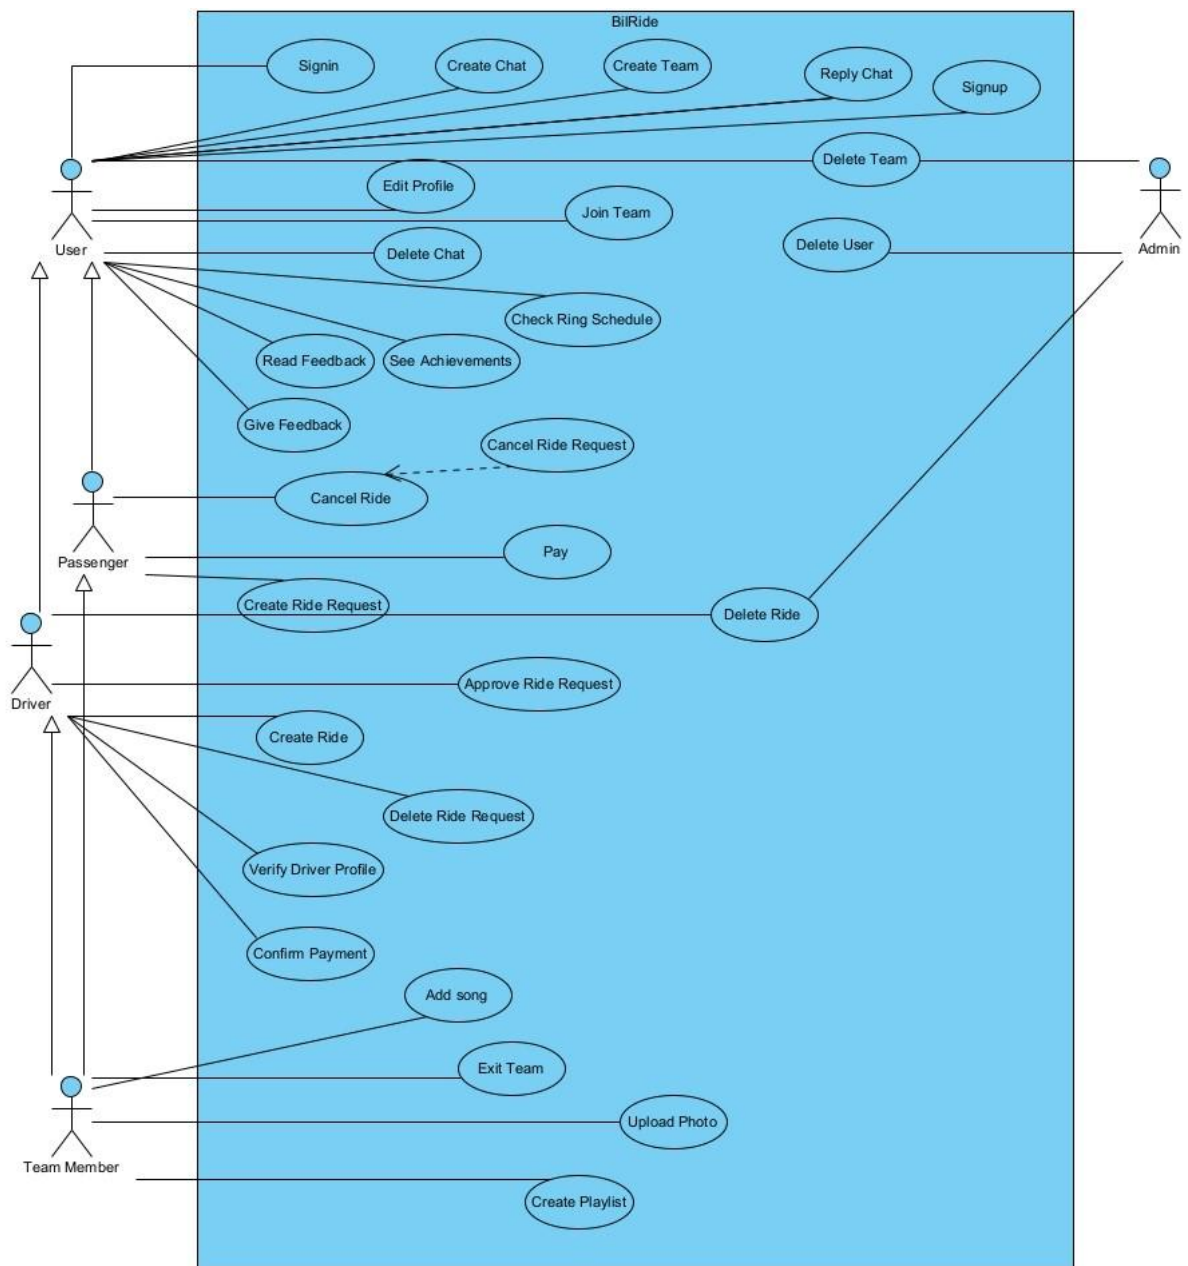 BilRide
Signin
Create Chat
Create Team
Reply Chat
Signup
Delete Team
Edit Profile
Join Team
User
Delete User
Admin
Delete Chat
Check Ring Schedule
Read Feedback
See Achievements
Give Feedback
Cancel Ride Request
Cancel Ride
Pay
Passenger
Create Ride Request
Delete Ride
Approve Ride Request
Driver
Create Ride
Delete Ride Request
Verify Driver Profile
Confirm Payment
Add song
Exit Team
Upload Photo
Team Member
Create Playlist